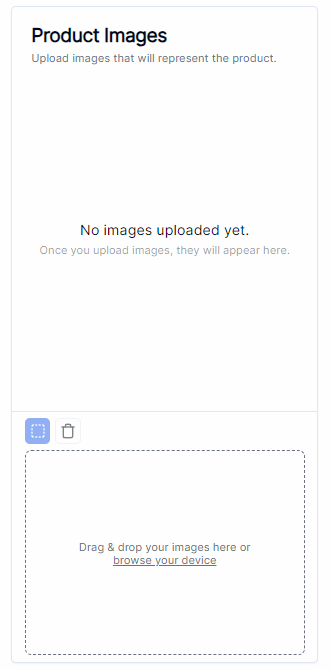 Product Images
Upload images that will represent the product.
No images uploaded yet.
Once you upload images, they will appear here.
Drag & drop your images here or
browse your device